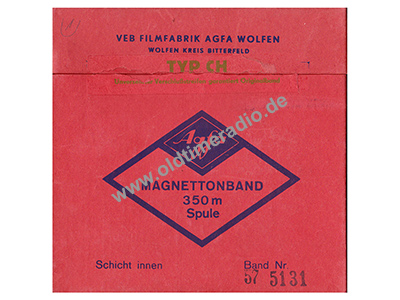 VEB FILMFABRIK AGFA WOLFEN
WOLFEN KREIS BITTERFELD
TYP CH
Agfa
www.oldtimeradio.de
MAGNETTONBAND
350 m
Spule
Schicht innen
Band Nr.
57 5131